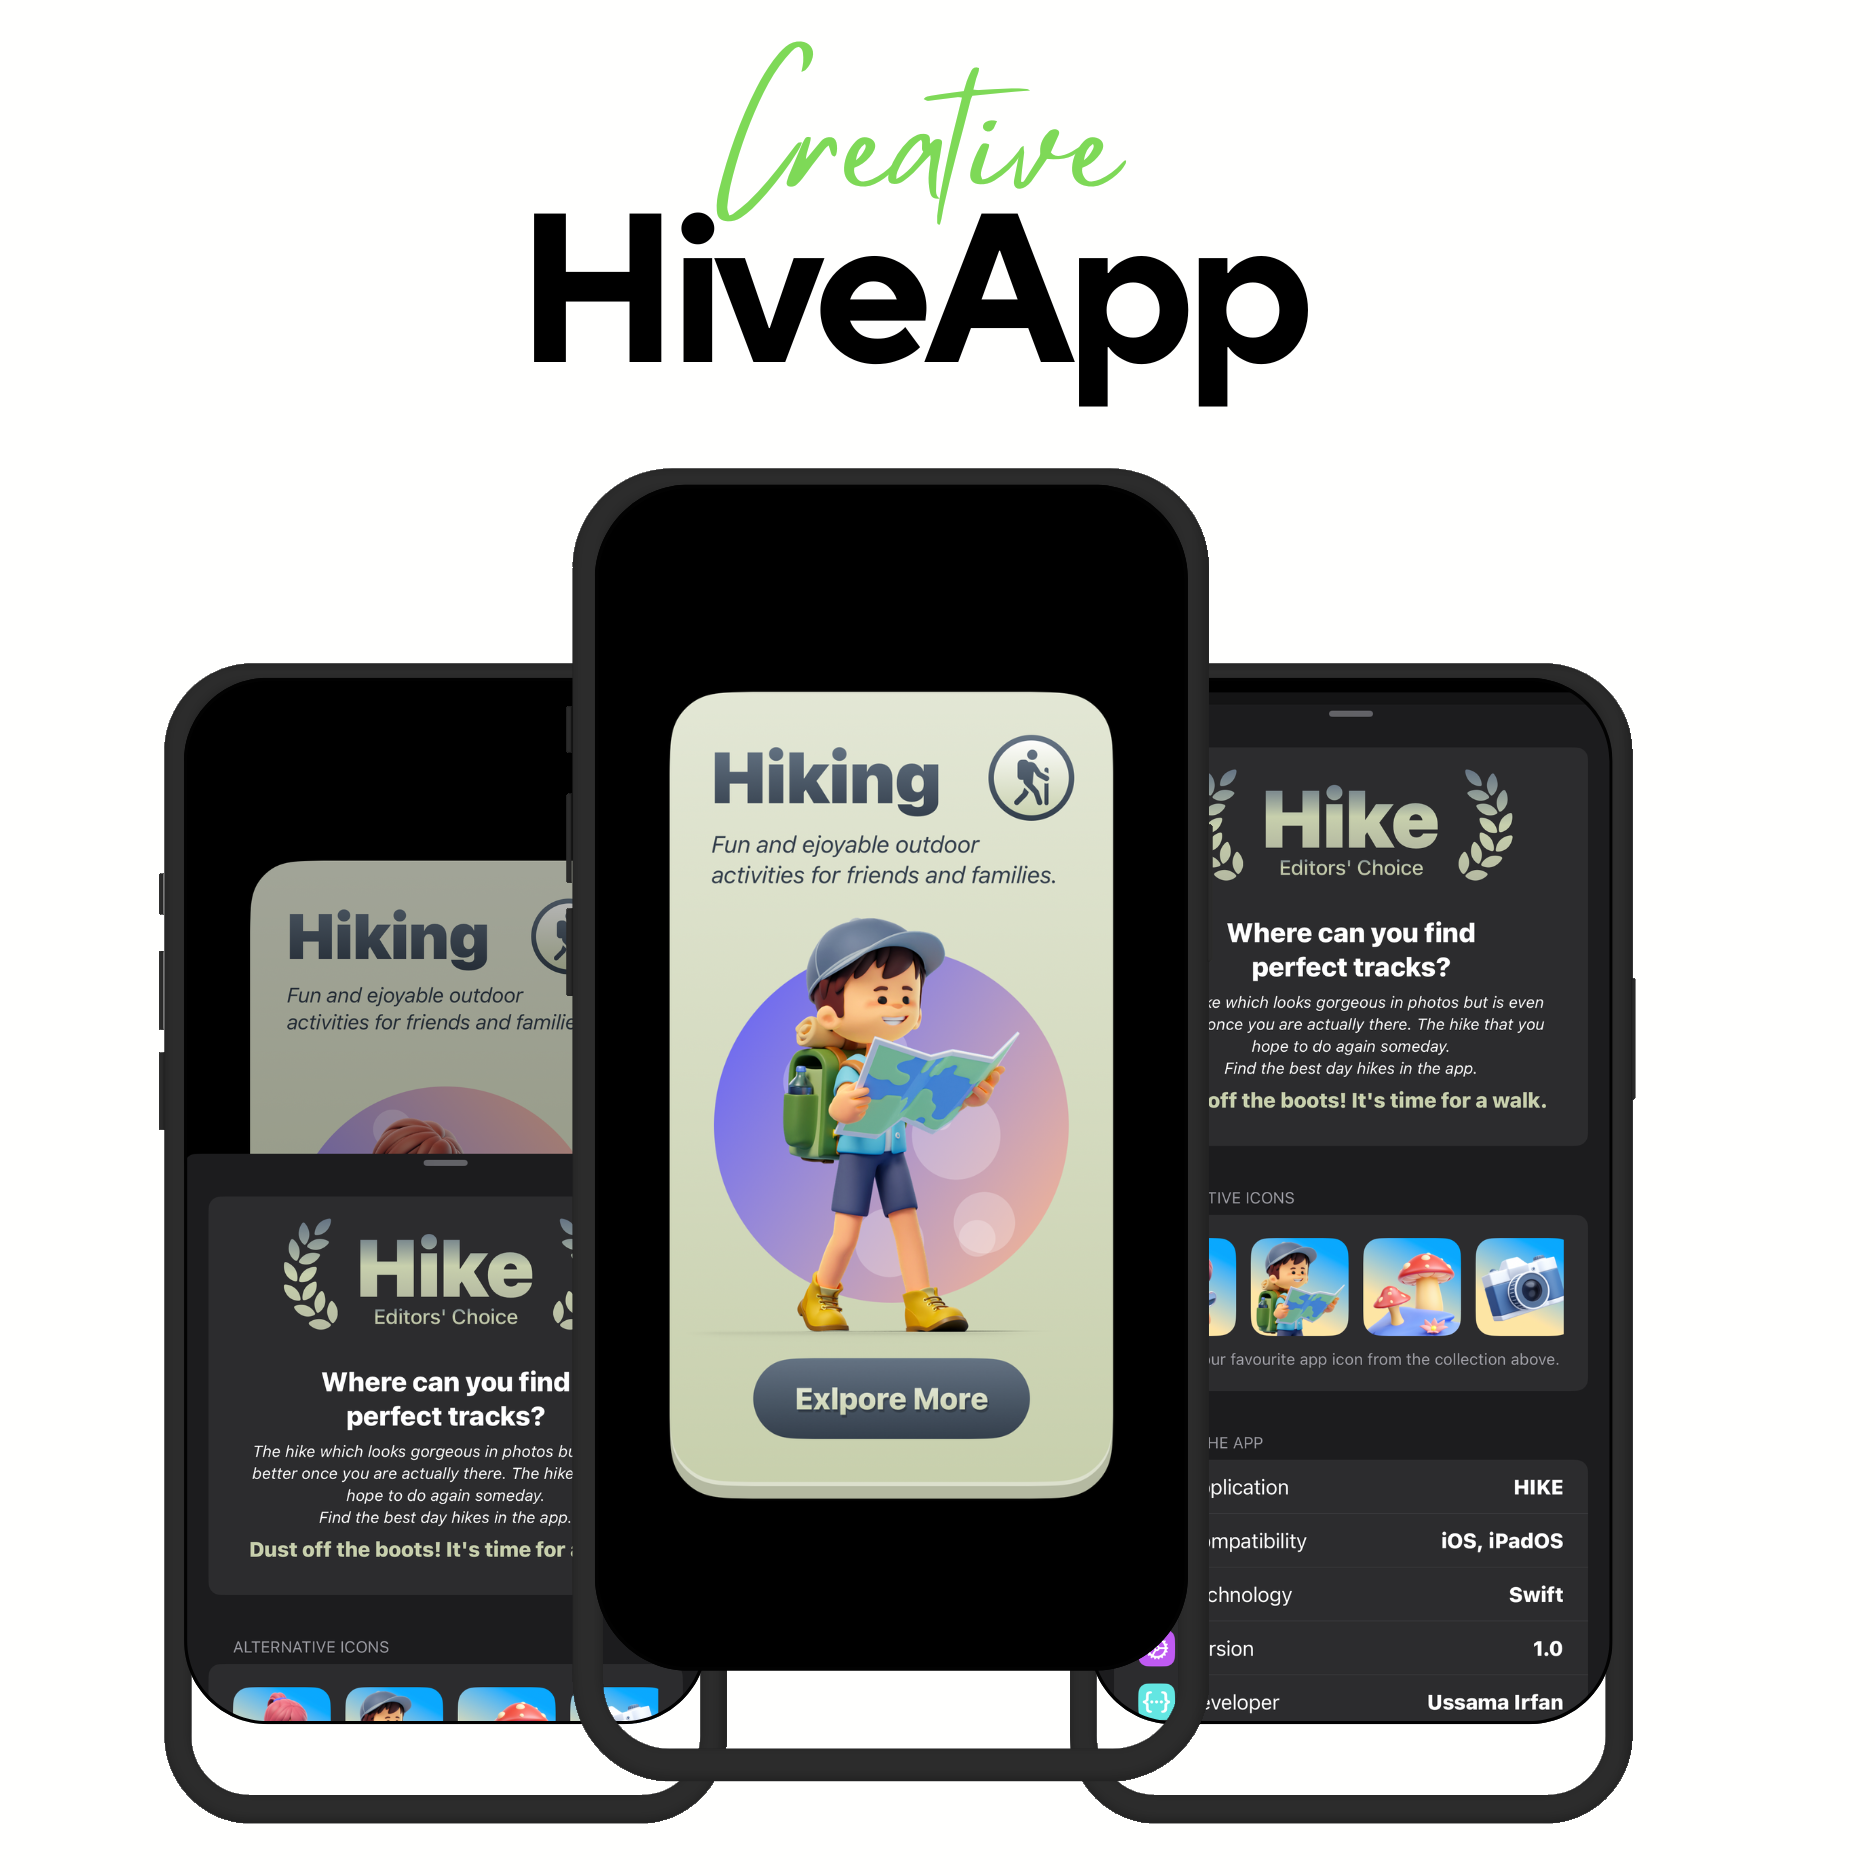 Creative
HiveApp
Hiking
Fun and ejoyable outdoor
activities for friends and familie
Hike
Editors' Choice
Where can you find
perfect tracks?
The hike which looks gorgeous in photos bu
better once you are actually there. The hike
hope to do again someday.
Find the best day hikes in the app.
Dust off the boots! It's time for a
ALTERNATIVE ICONS
Hiking
Fun and ejoyable outdoor
activities for friends and families.
Exlpore More
Hike
Editors' Choice
Where can you find
perfect tracks?
ke which looks gorgeous in photos but is even
once you are actually there. The hike that you
hope to do again someday.
Find the best day hikes in the app.
off the boots! It's time for a walk.
TIVE ICONS
ur favourite app icon from the collection above.
HE APP
plication HIKE
mpatibility iOS, iPadOS
chnology Swift
rsion 1.0
eveloper Ussama Irfan